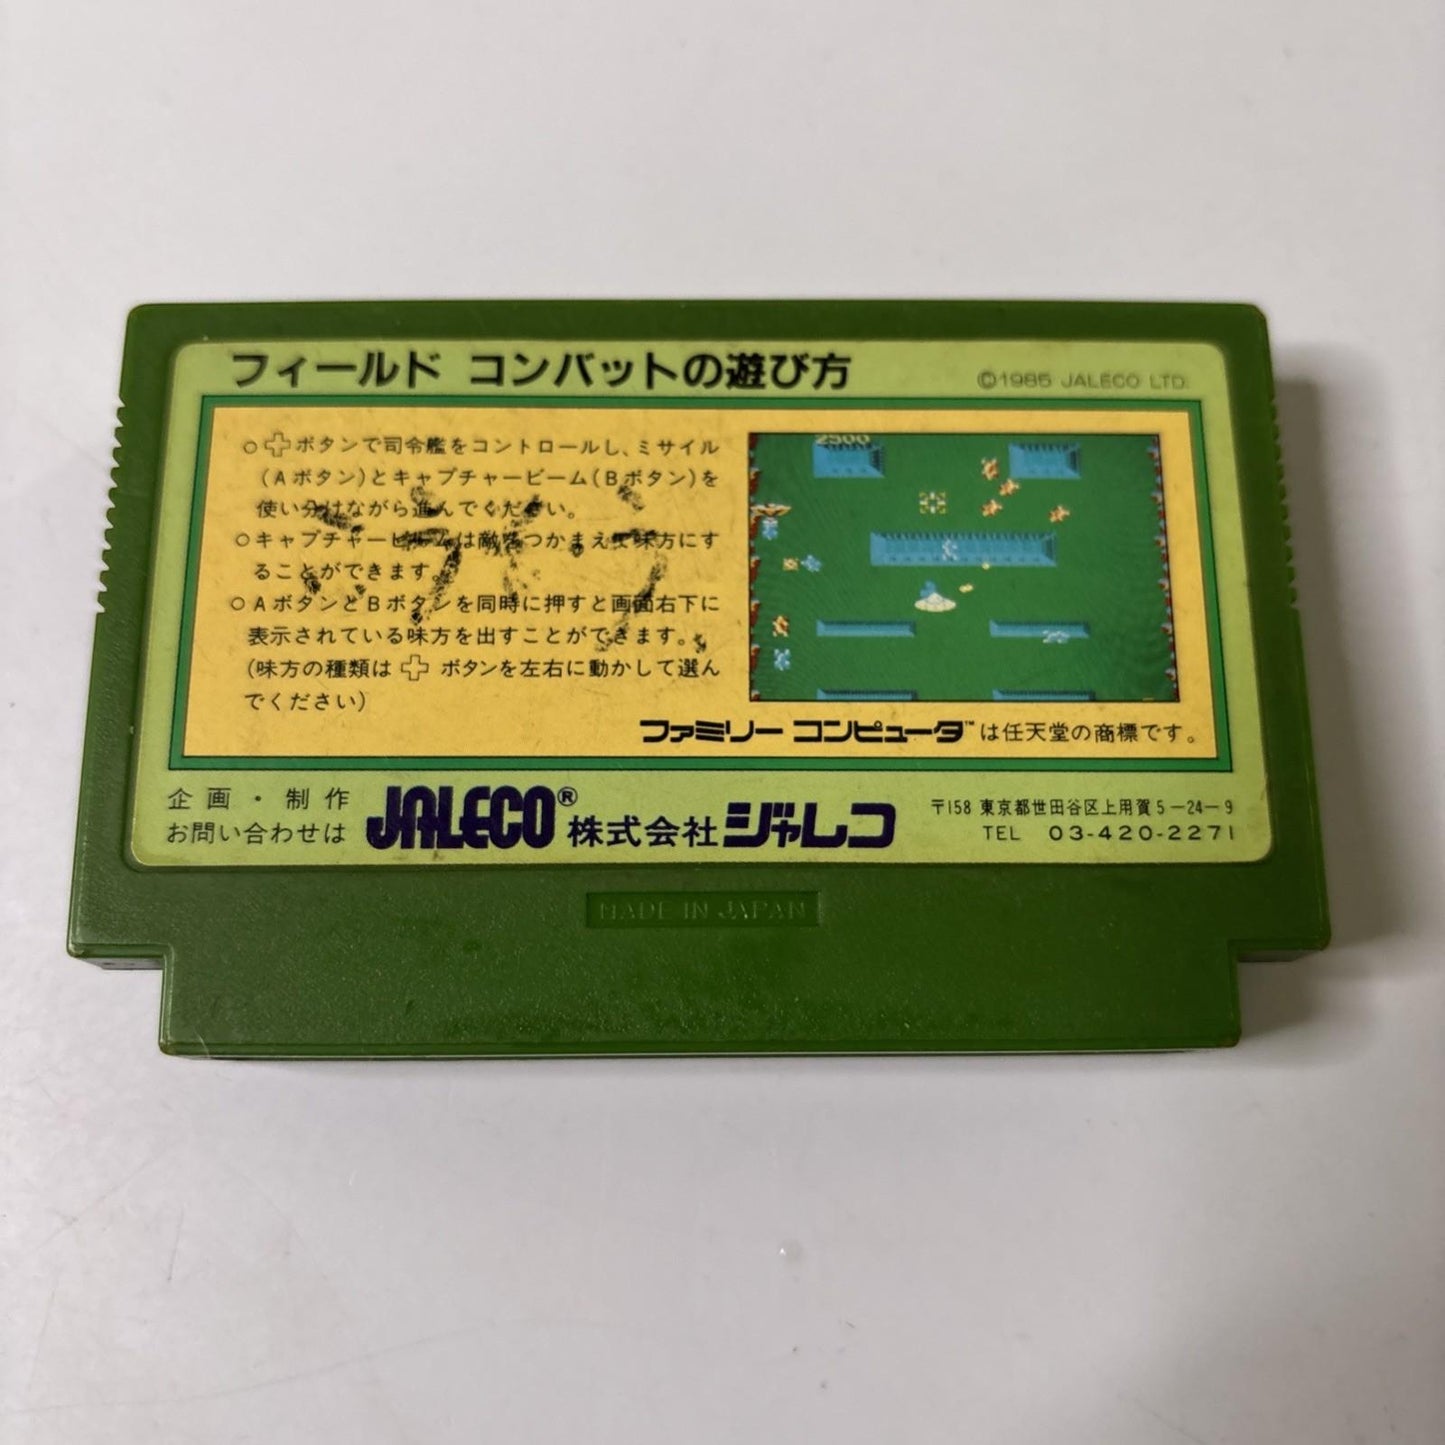 フィールド コンバットの遊び方
©1985 JALECO LTD.
○ボタンで司令艦をコントロールし、ミサイル
(Aボタン)とキャプチャービーム(Bボタン)を
使い分けながら進んでください。
○キャプチャービームは敵をつかまえて味方にす
ることができます。
○AボタンとBボタンを同時に押すと画面右下に
表示されている味方を出すことができます。
(味方の種類は ボタンを左右に動かして選ん
でください)
2500
ファミリー コンピュータ™は任天堂の商標です。
企画・制作
お問い合わせは
JALECO® 株式会社ジャレコ
〒158 東京都世田谷区上用賀5-24-9
TEL 03-420-2271
MADE IN JAPAN